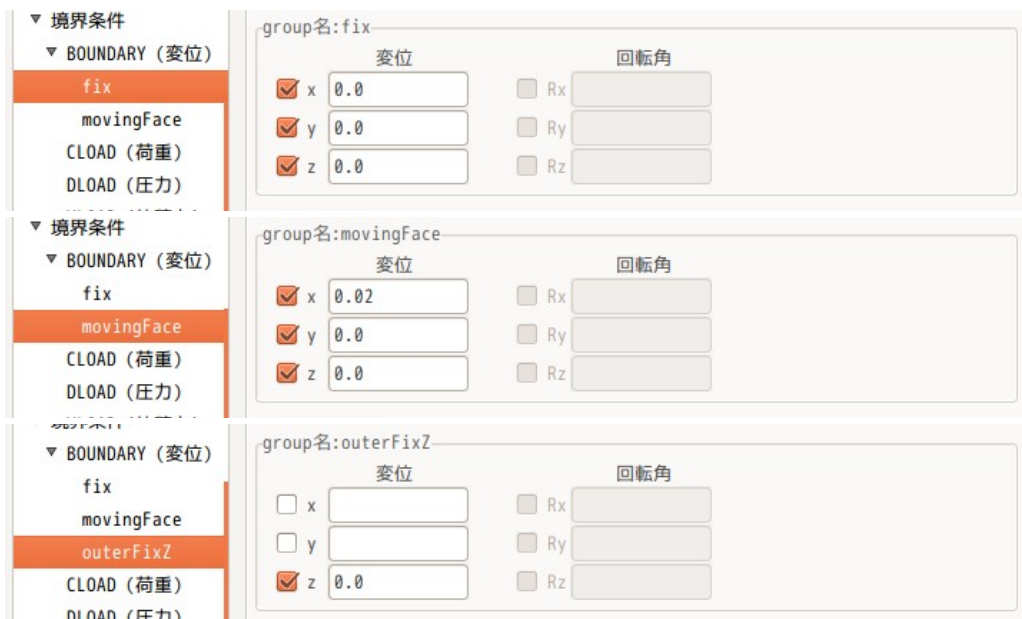 ▼ 境界条件
▼ BOUNDARY (変位)
fix
movingFace
CLOAD (荷重)
DLOAD (圧力)
group名:fix
変位 回転角
x 0.0 Rx
y 0.0 Ry
z 0.0 Rz
▼ 境界条件
▼ BOUNDARY (変位)
fix
movingFace
CLOAD (荷重)
DLOAD (圧力)
group名:movingFace
変位 回転角
x 0.02 Rx
y 0.0 Ry
z 0.0 Rz
▼ BOUNDARY (変位)
fix
movingFace
outerFixZ
CLOAD (荷重)
DLOAD (圧力)
group名:outerFixZ
変位 回転角
x Rx
y Ry
z 0.0 Rz